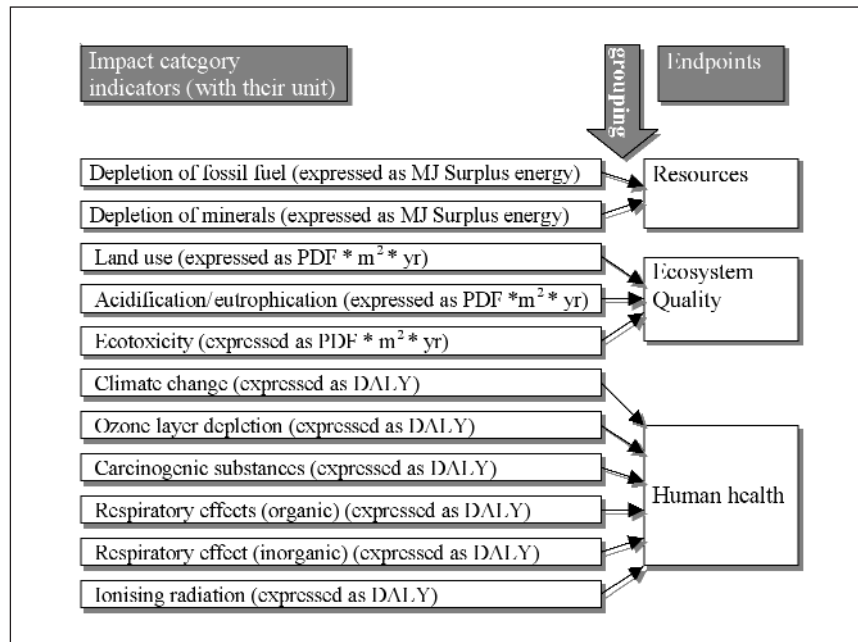 Impact category
indicators (with their unit)
grouping
Endpoints
Depletion of fossil fuel (expressed as MJ Surplus energy)
Depletion of minerals (expressed as MJ Surplus energy)
Resources
Land use (expressed as PDF * m² * yr)
Acidification/eutrophication (expressed as PDF *m² * yr)
Ecotoxicity (expressed as PDF * m² * yr)
Ecosystem
Quality
Climate change (expressed as DALY)
Ozone layer depletion (expressed as DALY)
Carcinogenic substances (expressed as DALY)
Respiratory effects (organic) (expressed as DALY)
Respiratory effect (inorganic) (expressed as DALY)
Ionising radiation (expressed as DALY)
Human health